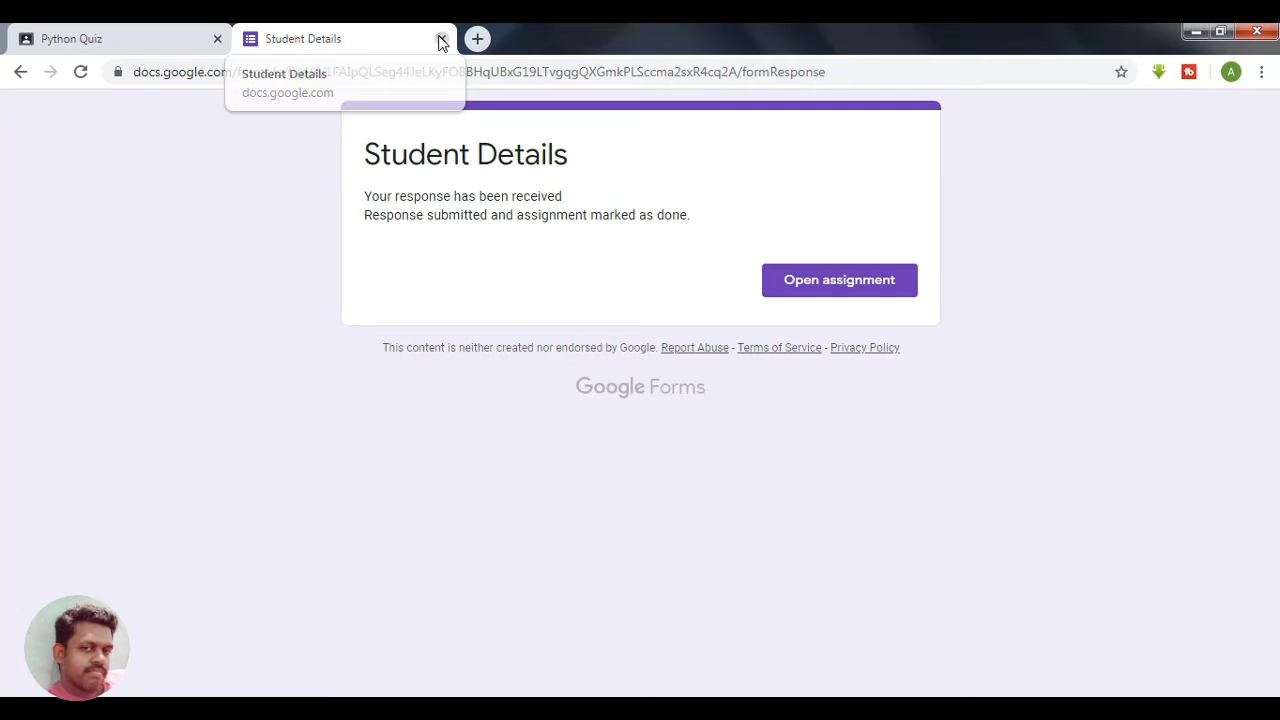 Python Quiz
Student Details
docs.google.com
HqUBxG19LTvgqgQXGmkPLSccma2sxR4cq2A/formResponse
A
Student Details
docs.google.com
Student Details
Your response has been received
Response submitted and assignment marked as done.
Open assignment
This content is neither created nor endorsed by Google. Report Abuse - Terms of Service - Privacy Policy
Google Forms